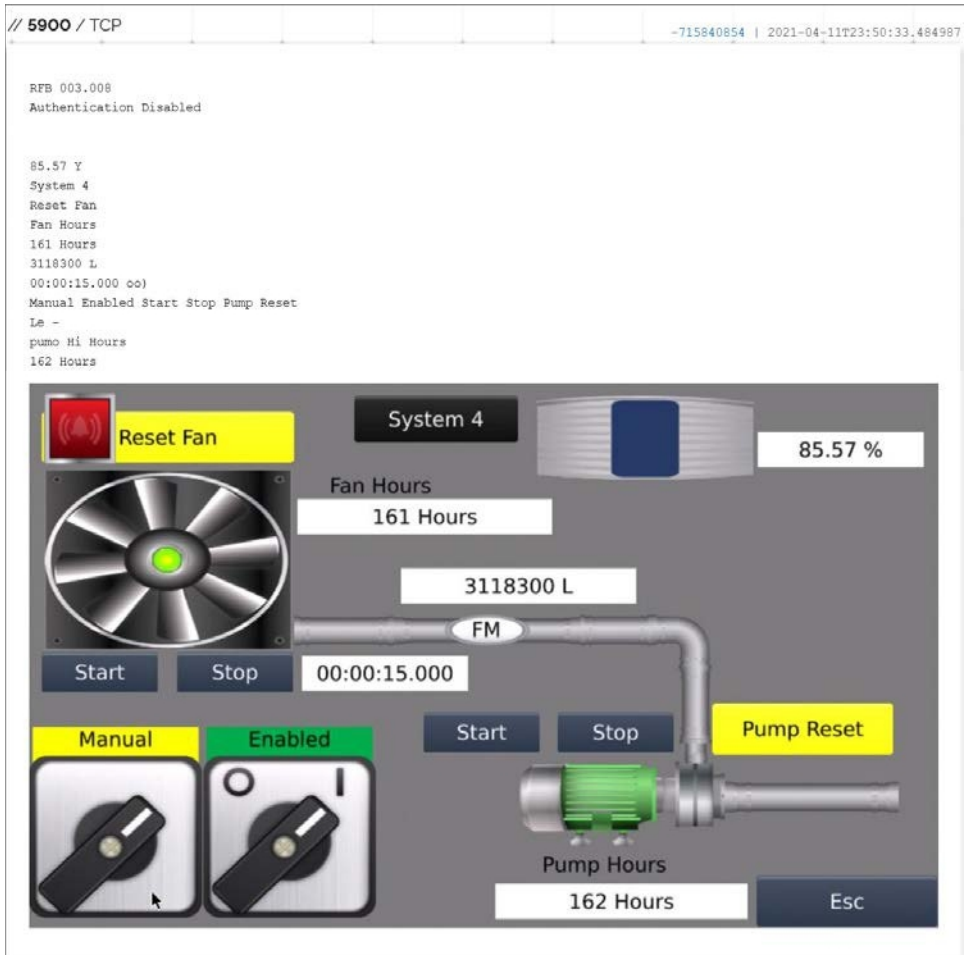 // 5900 / TCP
-715840854 | 2021-04-11T23:50:33.484987
RFB 003.008
Authentication Disabled
85.57 Y
System 4
Reset Fan
Fan Hours
161 Hours
3118300 L
00:00:15.000 oo)
Manual Enabled Start Stop Pump Reset
Le -
pumo Hi Hours
162 Hours
Reset Fan
System 4
85.57 %
Fan Hours
161 Hours
3118300 L
FM
Start Stop 00:00:15.000
Start Stop Pump Reset
Manual Enabled
Pump Hours
162 Hours
Esc